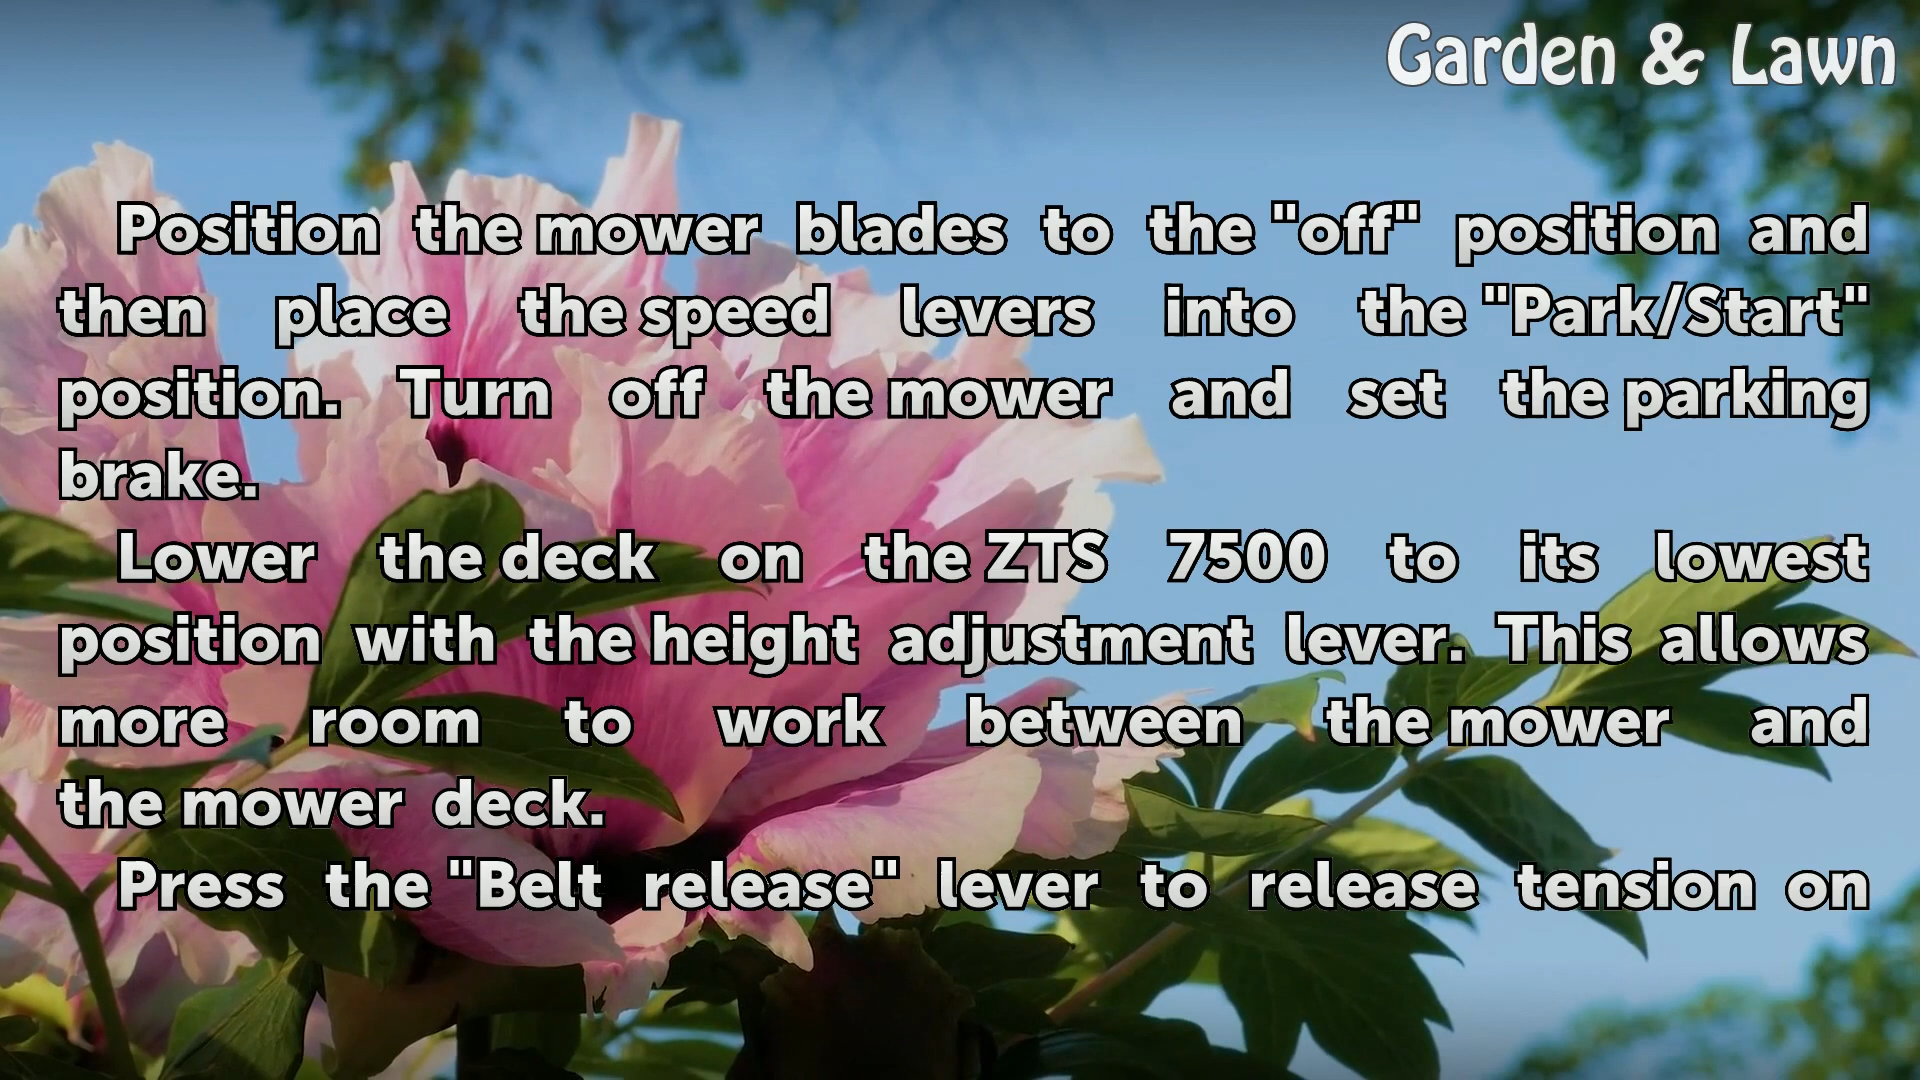 Garden & Lawn
Position the mower blades to the "off" position and
then place the speed levers into the "Park/Start"
position. Turn off the mower and set the parking
brake.
Lower the deck on the ZTS 7500 to its lowest
position with the height adjustment lever. This allows
more room to work between the mower and
the mower deck.
Press the "Belt release" lever to release tension on